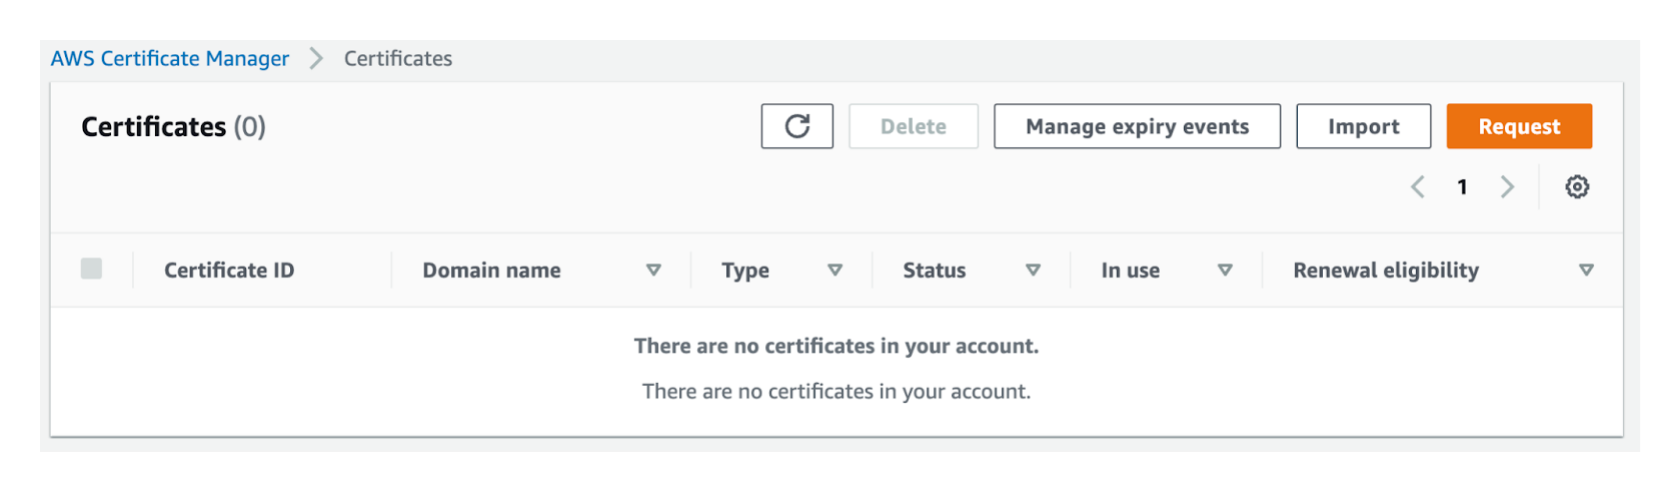 AWS Certificate Manager > Certificates
Certificates (0) Delete Manage expiry events Import Request
1
Certificate ID Domain name Type Status In use Renewal eligibility
There are no certificates in your account.
There are no certificates in your account.